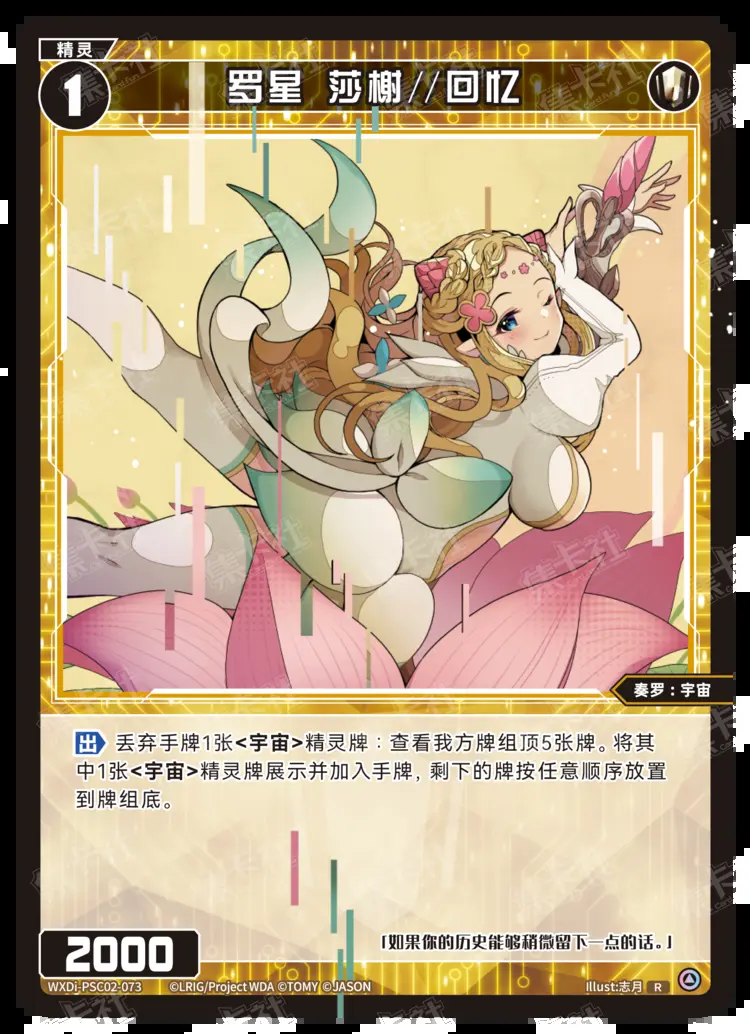 精灵
1
罗星 莎榭//回忆
奏罗：宇宙
出 丢弃手牌1张<宇宙>精灵牌：查看我方牌组顶5张牌。将其
中1张<宇宙>精灵牌展示并加入手牌，剩下的牌按任意顺序放置
到牌组底。
「如果你的历史能够稍微留下一点的话。」
2000
WXDi-PSC02-073 ©LRIG/Project WDA ©TOMY ©JASON Illust:志月 R
集卡社